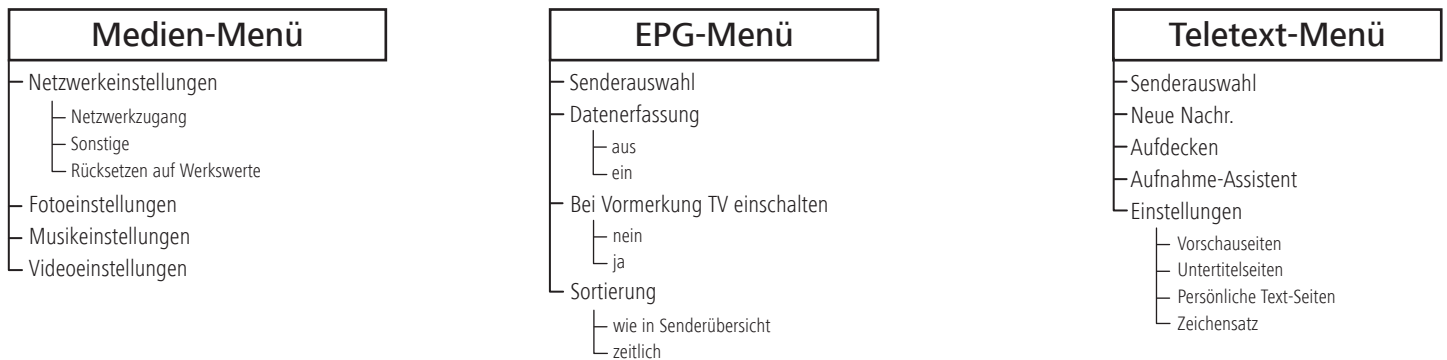 Medien-Menü
Netzwerkeinstellungen
Netzwerkzugang
Sonstige
Rücksetzen auf Werkswerte
Fotoeinstellungen
Musikeinstellungen
Videoeinstellungen
EPG-Menü
Senderauswahl
Datenerfassung
aus
ein
Bei Vormerkung TV einschalten
nein
ja
Sortierung
wie in Senderübersicht
zeitlich
Teletext-Menü
Senderauswahl
Neue Nachr.
Aufdecken
Aufnahme-Assistent
Einstellungen
Vorschauseiten
Untertitelseiten
Persönliche Text-Seiten
Zeichensatz